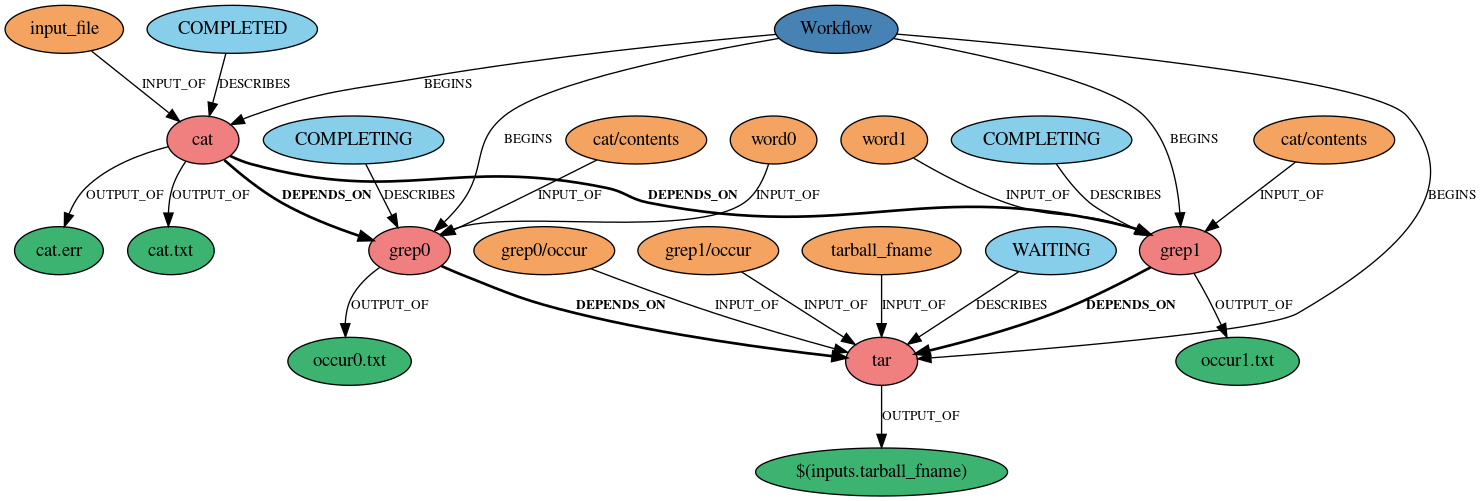 input_file
COMPLETED
Workflow
INPUT_OF
DESCRIBES
BEGINS
cat
COMPLETING
cat/contents
word0
word1
COMPLETING
cat/contents
BEGINS
BEGINS
OUTPUT_OF
OUTPUT_OF
DEPENDS_ON
DESCRIBES
INPUT_OF
DEPENDS_ON
INPUT_OF
INPUT_OF
DESCRIBES
INPUT_OF
BEGINS
cat.err
cat.txt
grep0
grep0/occur
grep1/occur
tarball_fname
WAITING
grep1
OUTPUT_OF
DEPENDS_ON
INPUT_OF
INPUT_OF
INPUT_OF
DESCRIBES
DEPENDS_ON
OUTPUT_OF
occur0.txt
tar
occur1.txt
OUTPUT_OF
$(inputs.tarball_fname)